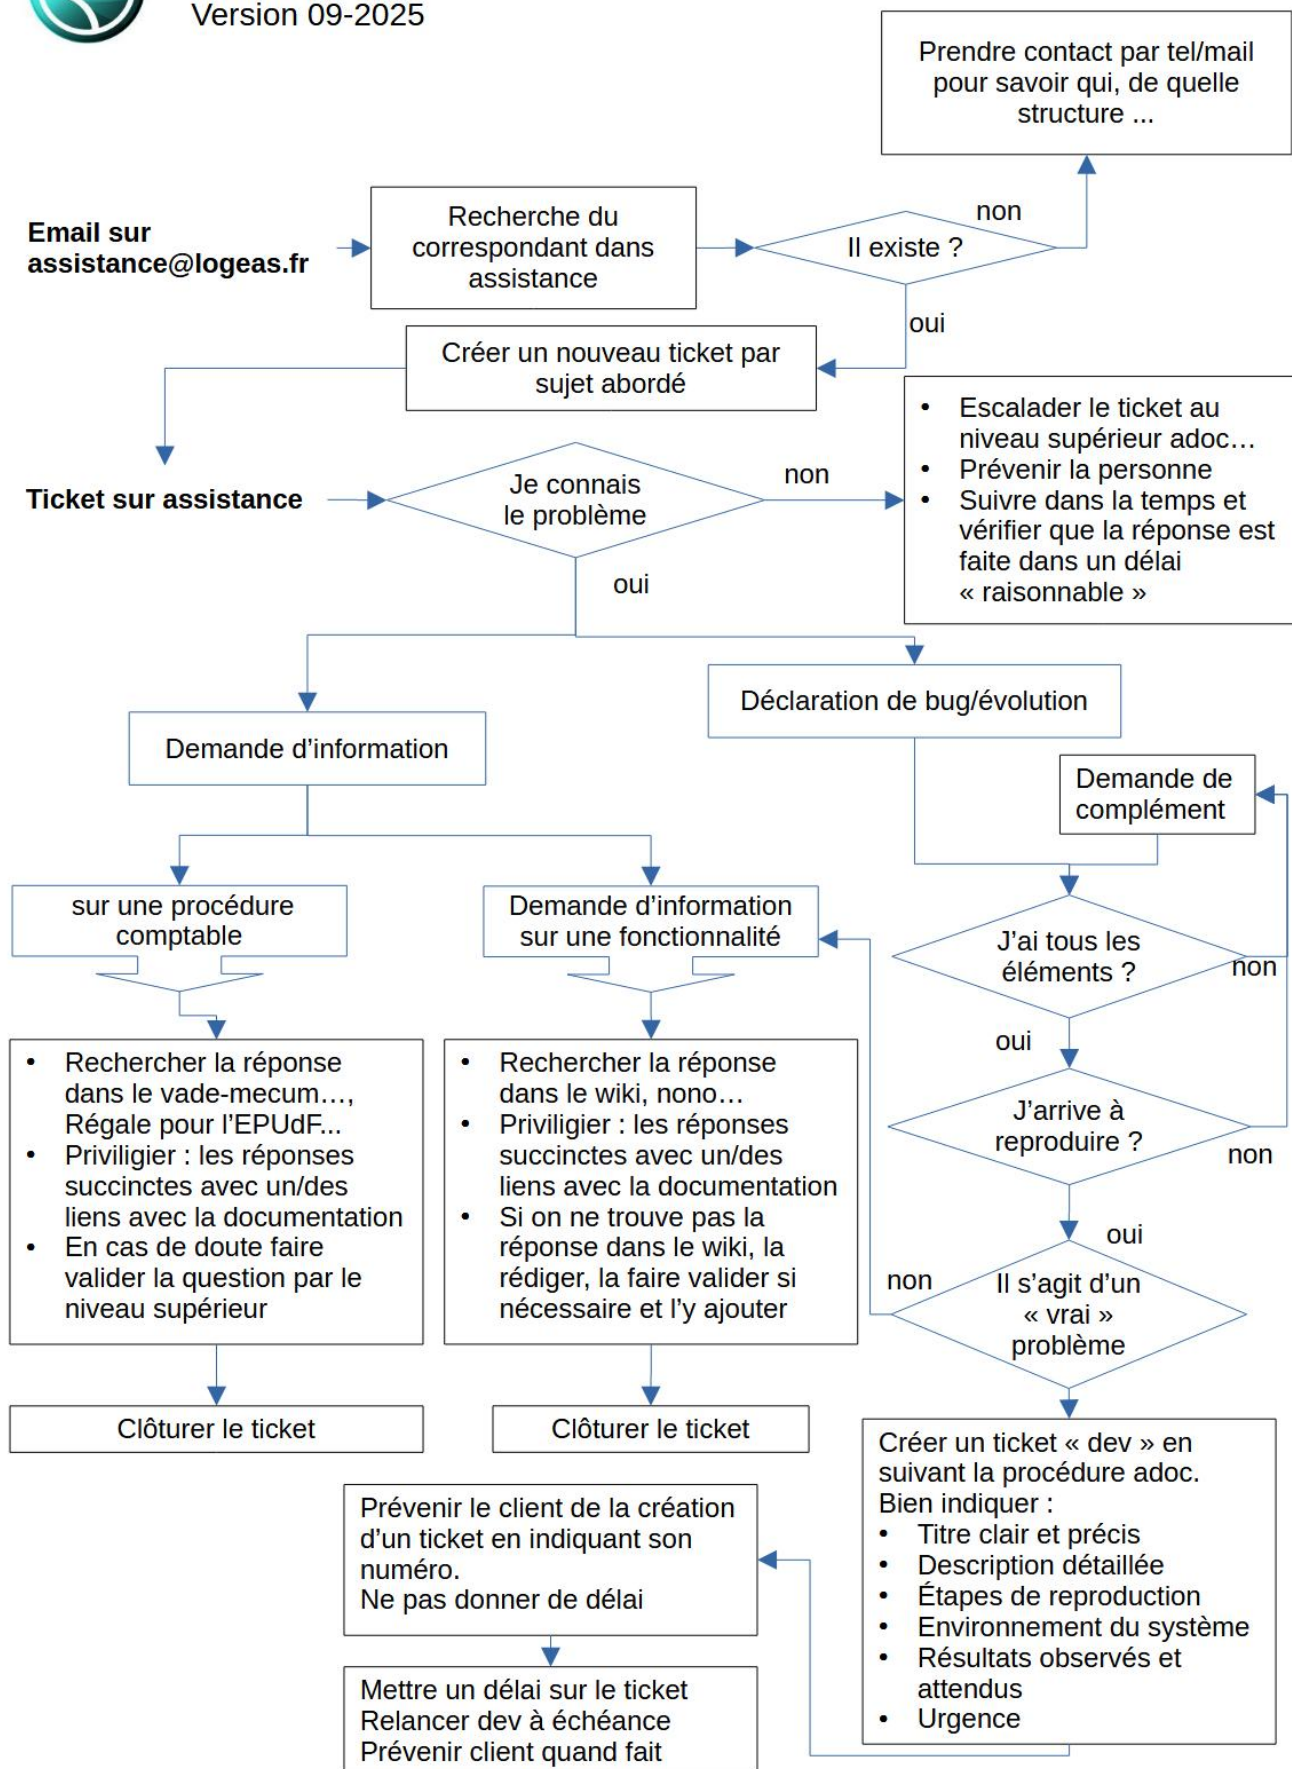 Version 09-2025
Prendre contact par tel/mail
pour savoir qui, de quelle
structure ...
Email sur
assistance@logeas.fr
Recherche du
correspondant dans
assistance
Il existe ?
non
oui
Créer un nouveau ticket par
sujet abordé
Ticket sur assistance
Je connais
le problème
non
• Escalader le ticket au
niveau supérieur adoc…
• Prévenir la personne
• Suivre dans la temps et
vérifier que la réponse est
faite dans un délai
« raisonnable »
oui
Demande d’information
Déclaration de bug/évolution
Demande de
complément
sur une procédure
comptable
Demande d’information
sur une fonctionnalité
J’ai tous les
éléments ?
non
oui
• Rechercher la réponse
dans le vade-mecum…,
Régale pour l’EPUdF...
• Priviligier : les réponses
succinctes avec un/des
liens avec la documentation
• En cas de doute faire
valider la question par le
niveau supérieur
• Rechercher la réponse
dans le wiki, nono…
• Priviligier : les réponses
succinctes avec un/des
liens avec la documentation
• Si on ne trouve pas la
réponse dans le wiki, la
rédiger, la faire valider si
nécessaire et l’y ajouter
J’arrive à
reproduire ?
non
oui
non
Il s’agit d’un
« vrai »
problème
Clôturer le ticket
Clôturer le ticket
Créer un ticket « dev » en
suivant la procédure adoc.
Bien indiquer :
• Titre clair et précis
• Description détaillée
• Étapes de reproduction
• Environnement du système
• Résultats observés et
attendus
• Urgence
Prévenir le client de la création
d’un ticket en indiquant son
numéro.
Ne pas donner de délai
Mettre un délai sur le ticket
Relancer dev à échéance
Prévenir client quand fait